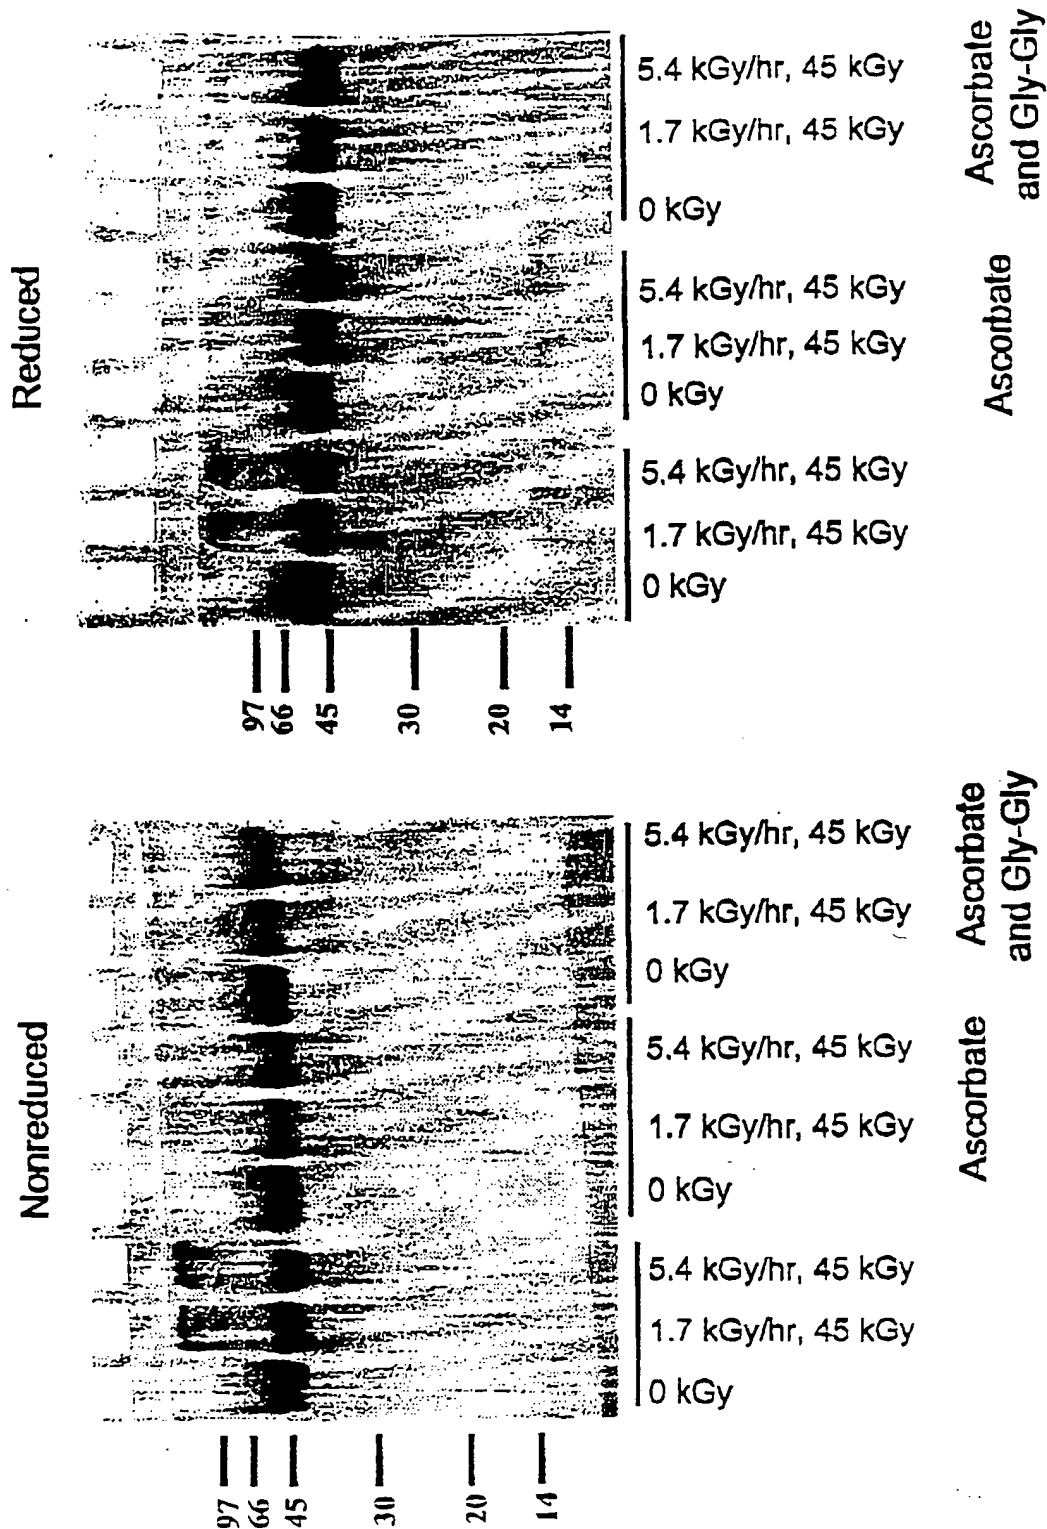 Reduced
97
66
45
30
20
14
5.4 kGy/hr, 45 kGy
1.7 kGy/hr, 45 kGy
0 kGy
Ascorbate
and Gly-Gly
5.4 kGy/hr, 45 kGy
1.7 kGy/hr, 45 kGy
0 kGy
Ascorbate
5.4 kGy/hr, 45 kGy
1.7 kGy/hr, 45 kGy
0 kGy
Nonreduced
97
66
45
30
20
14
5.4 kGy/hr, 45 kGy
1.7 kGy/hr, 45 kGy
0 kGy
Ascorbate
and Gly-Gly
5.4 kGy/hr, 45 kGy
1.7 kGy/hr, 45 kGy
0 kGy
Ascorbate
5.4 kGy/hr, 45 kGy
1.7 kGy/hr, 45 kGy
0 kGy